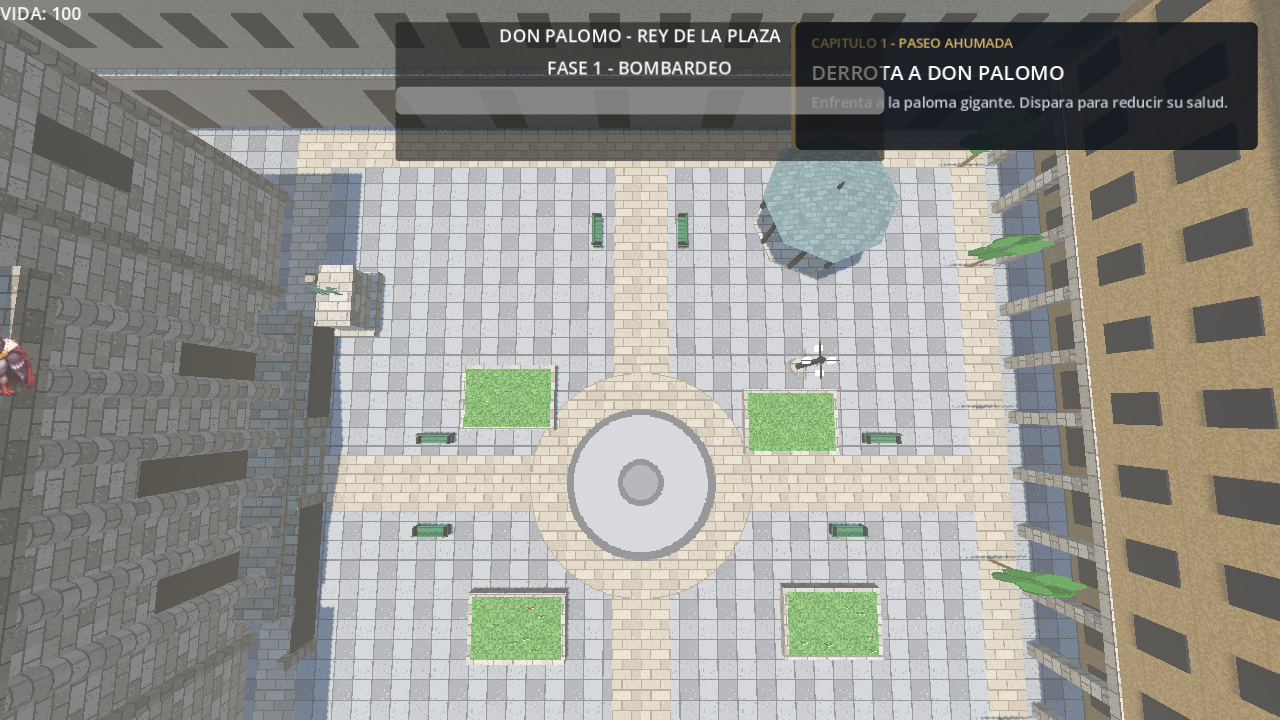 VIDA: 100
DON PALOMO - REY DE LA PLAZA
FASE 1 - BOMBARDEO
CAPITULO 1 - PASEO AHUMADA
DERROTA A DON PALOMO
Enfrenta a la paloma gigante. Dispara para reducir su salud.